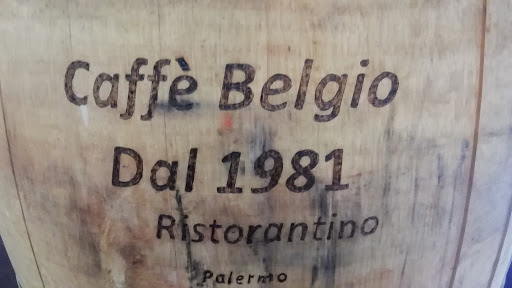 Caffè Belgio
Dal 1981
Ristorantino
Palermo